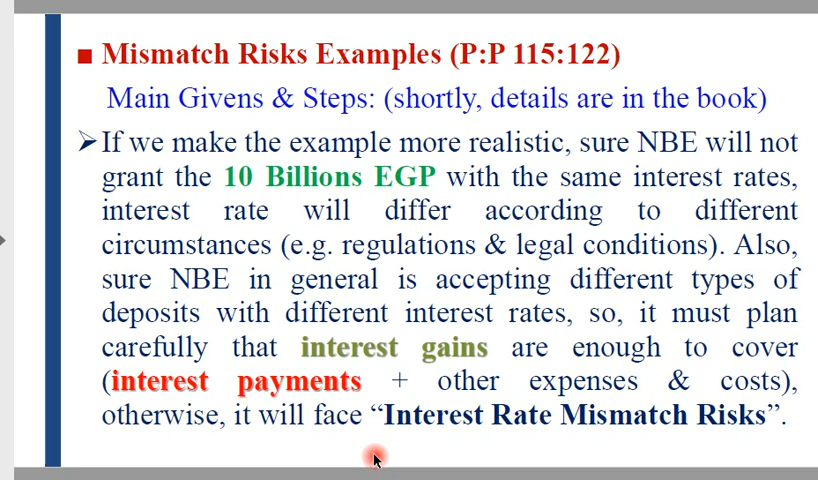 ■ Mismatch Risks Examples (P:P 115:122)
Main Givens & Steps: (shortly, details are in the book)
➢If we make the example more realistic, sure NBE will not
grant the 10 Billions EGP with the same interest rates,
interest rate will differ according to different
circumstances (e.g. regulations & legal conditions). Also,
sure NBE in general is accepting different types of
deposits with different interest rates, so, it must plan
carefully that interest gains are enough to cover
(interest payments + other expenses & costs),
otherwise, it will face “Interest Rate Mismatch Risks”.